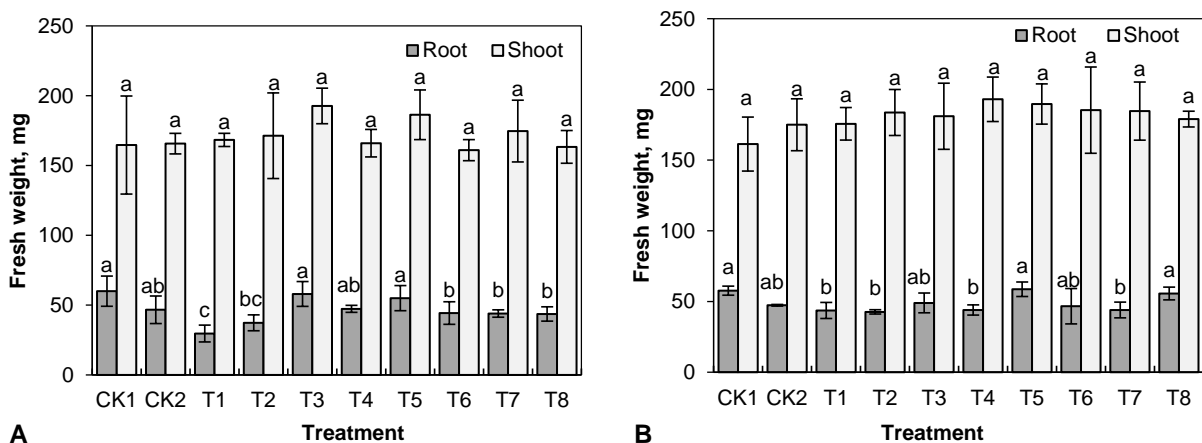 250
200
150
100
50
0
Fresh weight, mg
Root Shoot
a a a a a a a a a a
a ab c bc a ab a b b b
CK1 CK2 T1 T2 T3 T4 T5 T6 T7 T8
A Treatment
250
200
150
100
50
0
Fresh weight, mg
Root Shoot
a a a a a a a a a a
a ab b b ab b a ab b a
CK1 CK2 T1 T2 T3 T4 T5 T6 T7 T8
B Treatment